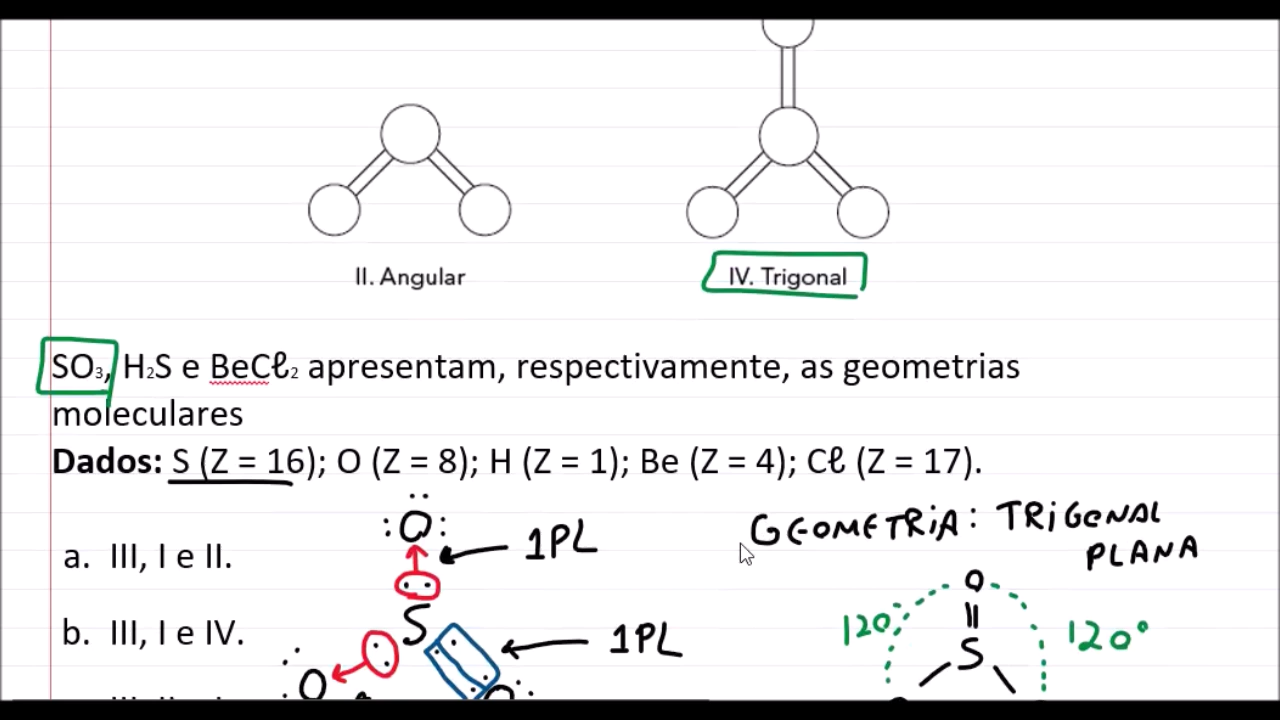 II. Angular
IV. Trigonal
SO₃, H₂S e BeCℓ₂ apresentam, respectivamente, as geometrias
moleculares
Dados: S (Z = 16); O (Z = 8); H (Z = 1); Be (Z = 4); Cℓ (Z = 17).
GEOMETRIA: TRIGONAL
PLANA
a. III, I e II.
:O:
1PL
O
120
S
120°
b. III, I e IV.
S
1PL
O